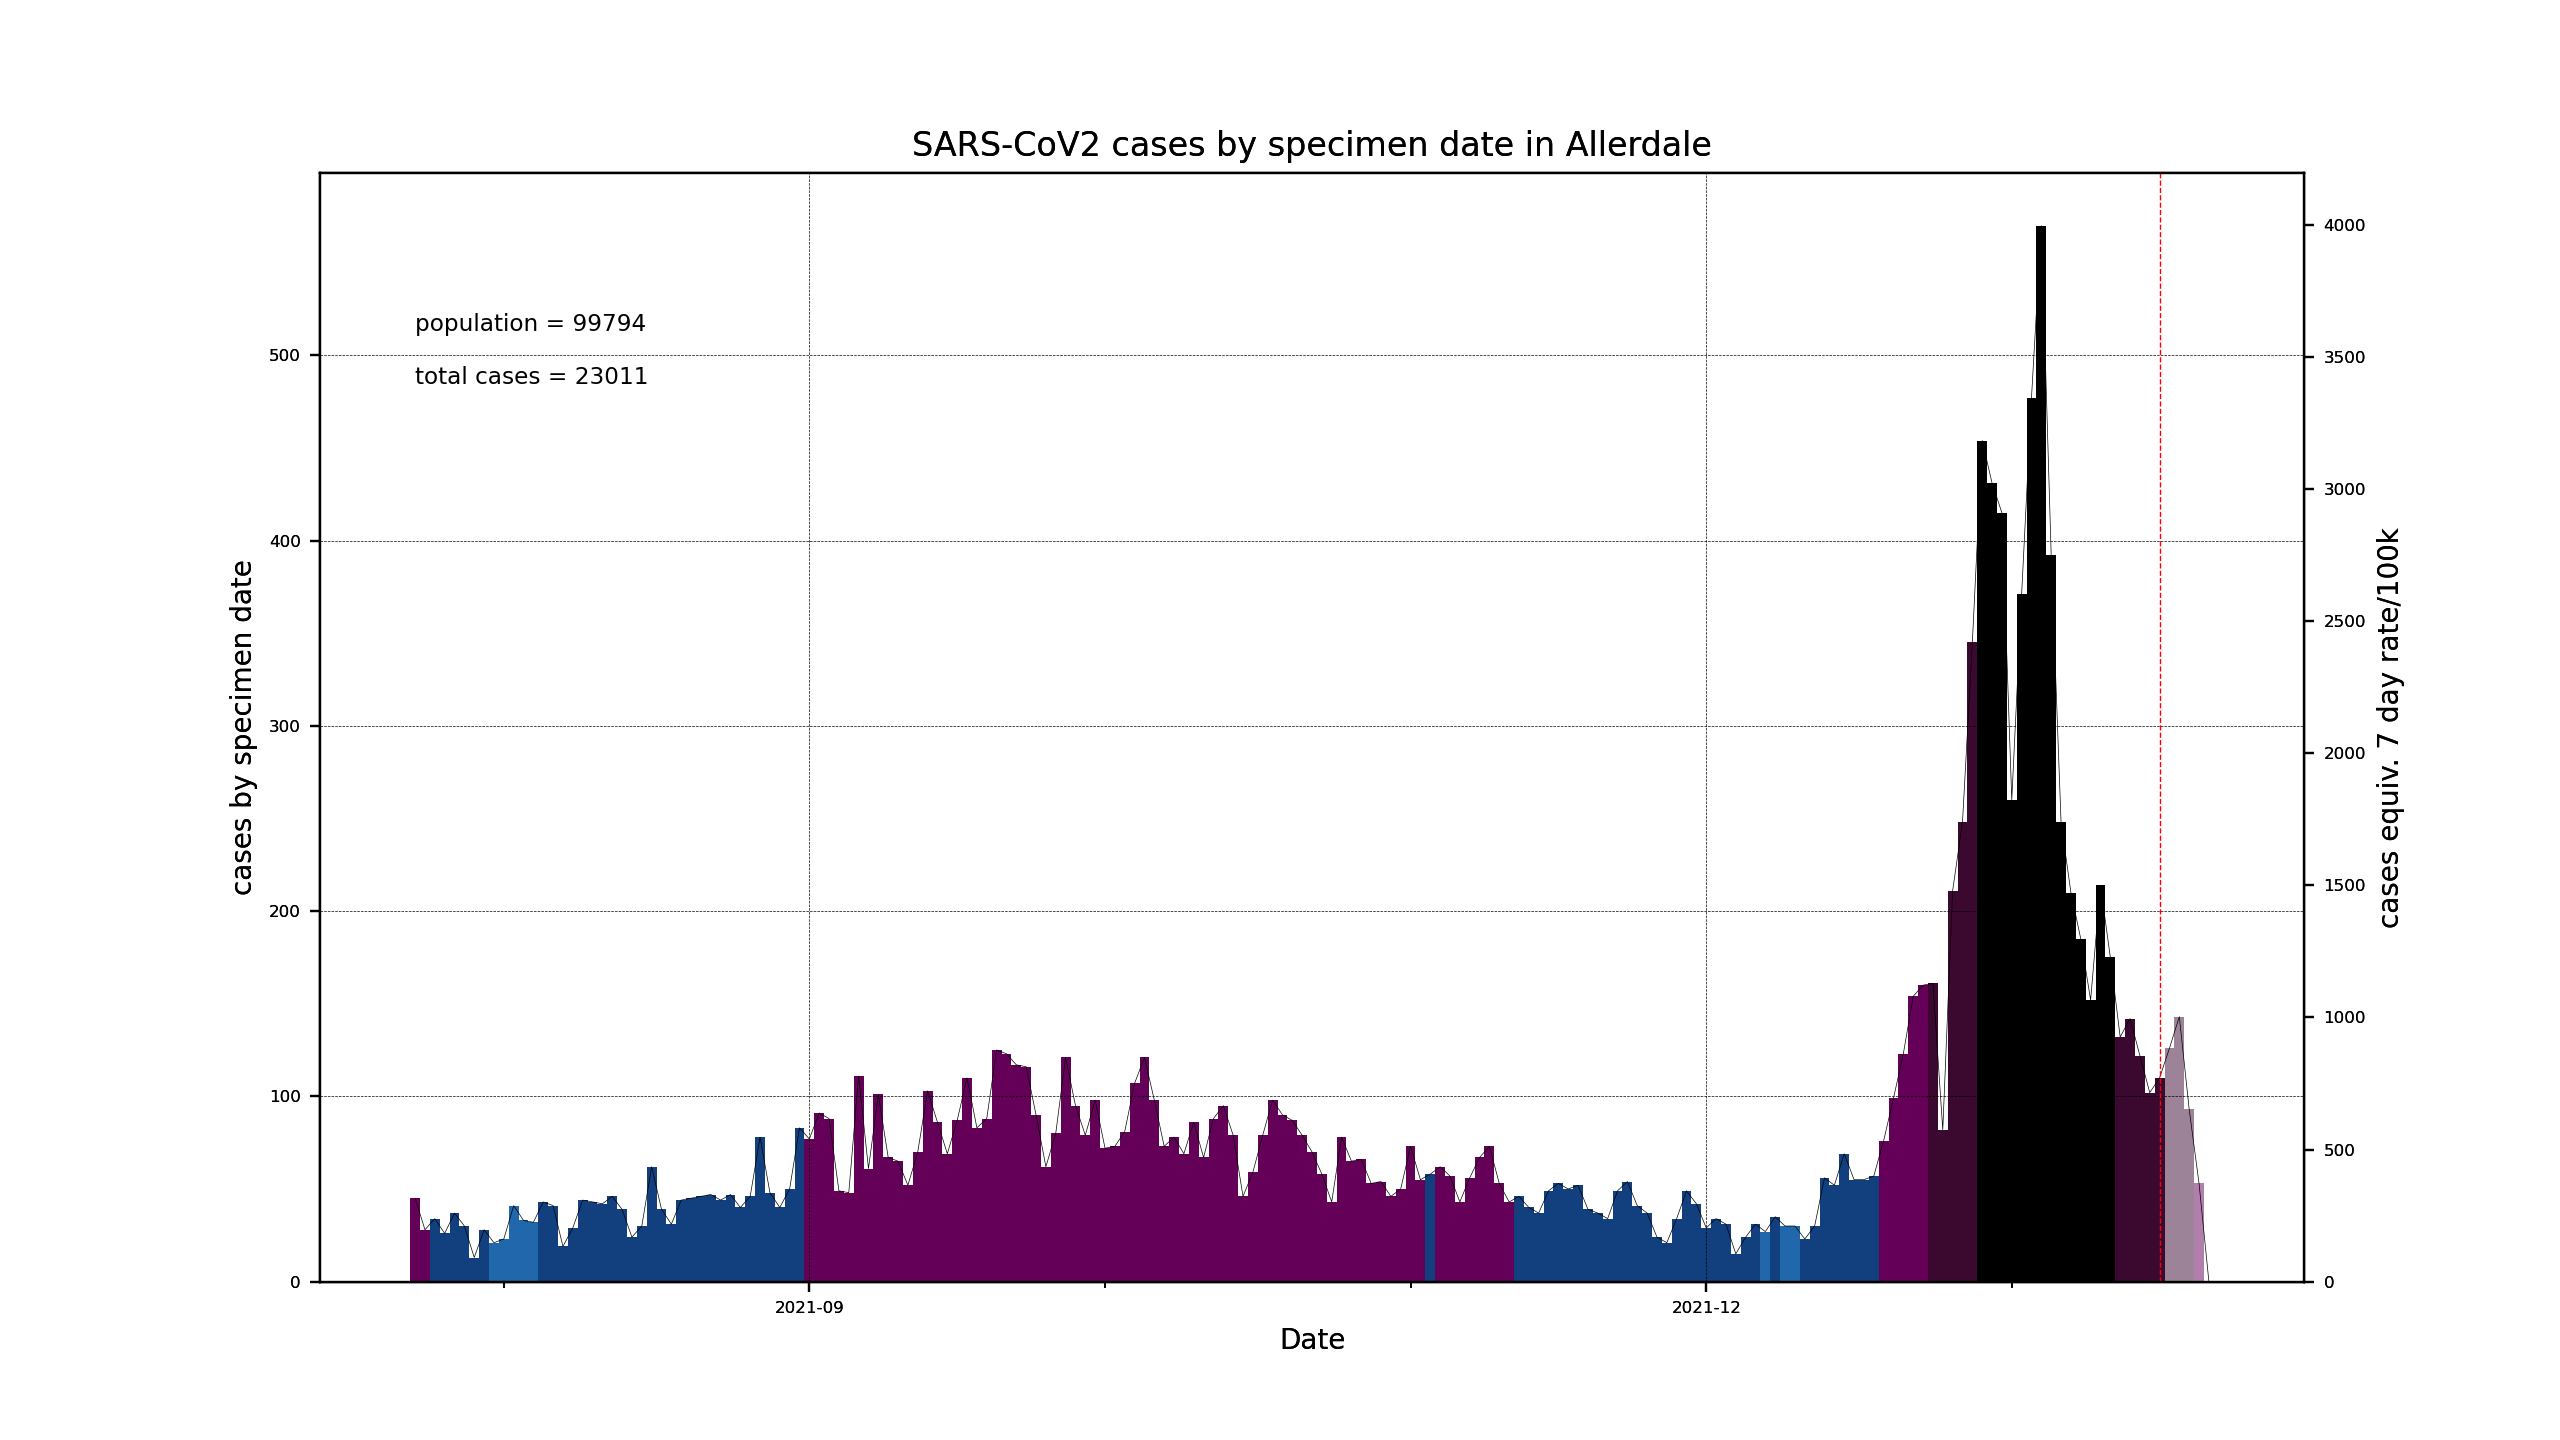 SARS-CoV2 cases by specimen date in Allerdale
population = 99794
total cases = 23011
cases by specimen date
500
400
300
200
100
0
4000
3500
3000
2500
2000
1500
1000
500
0
cases equiv. 7 day rate/100k
2021-09
2021-12
Date